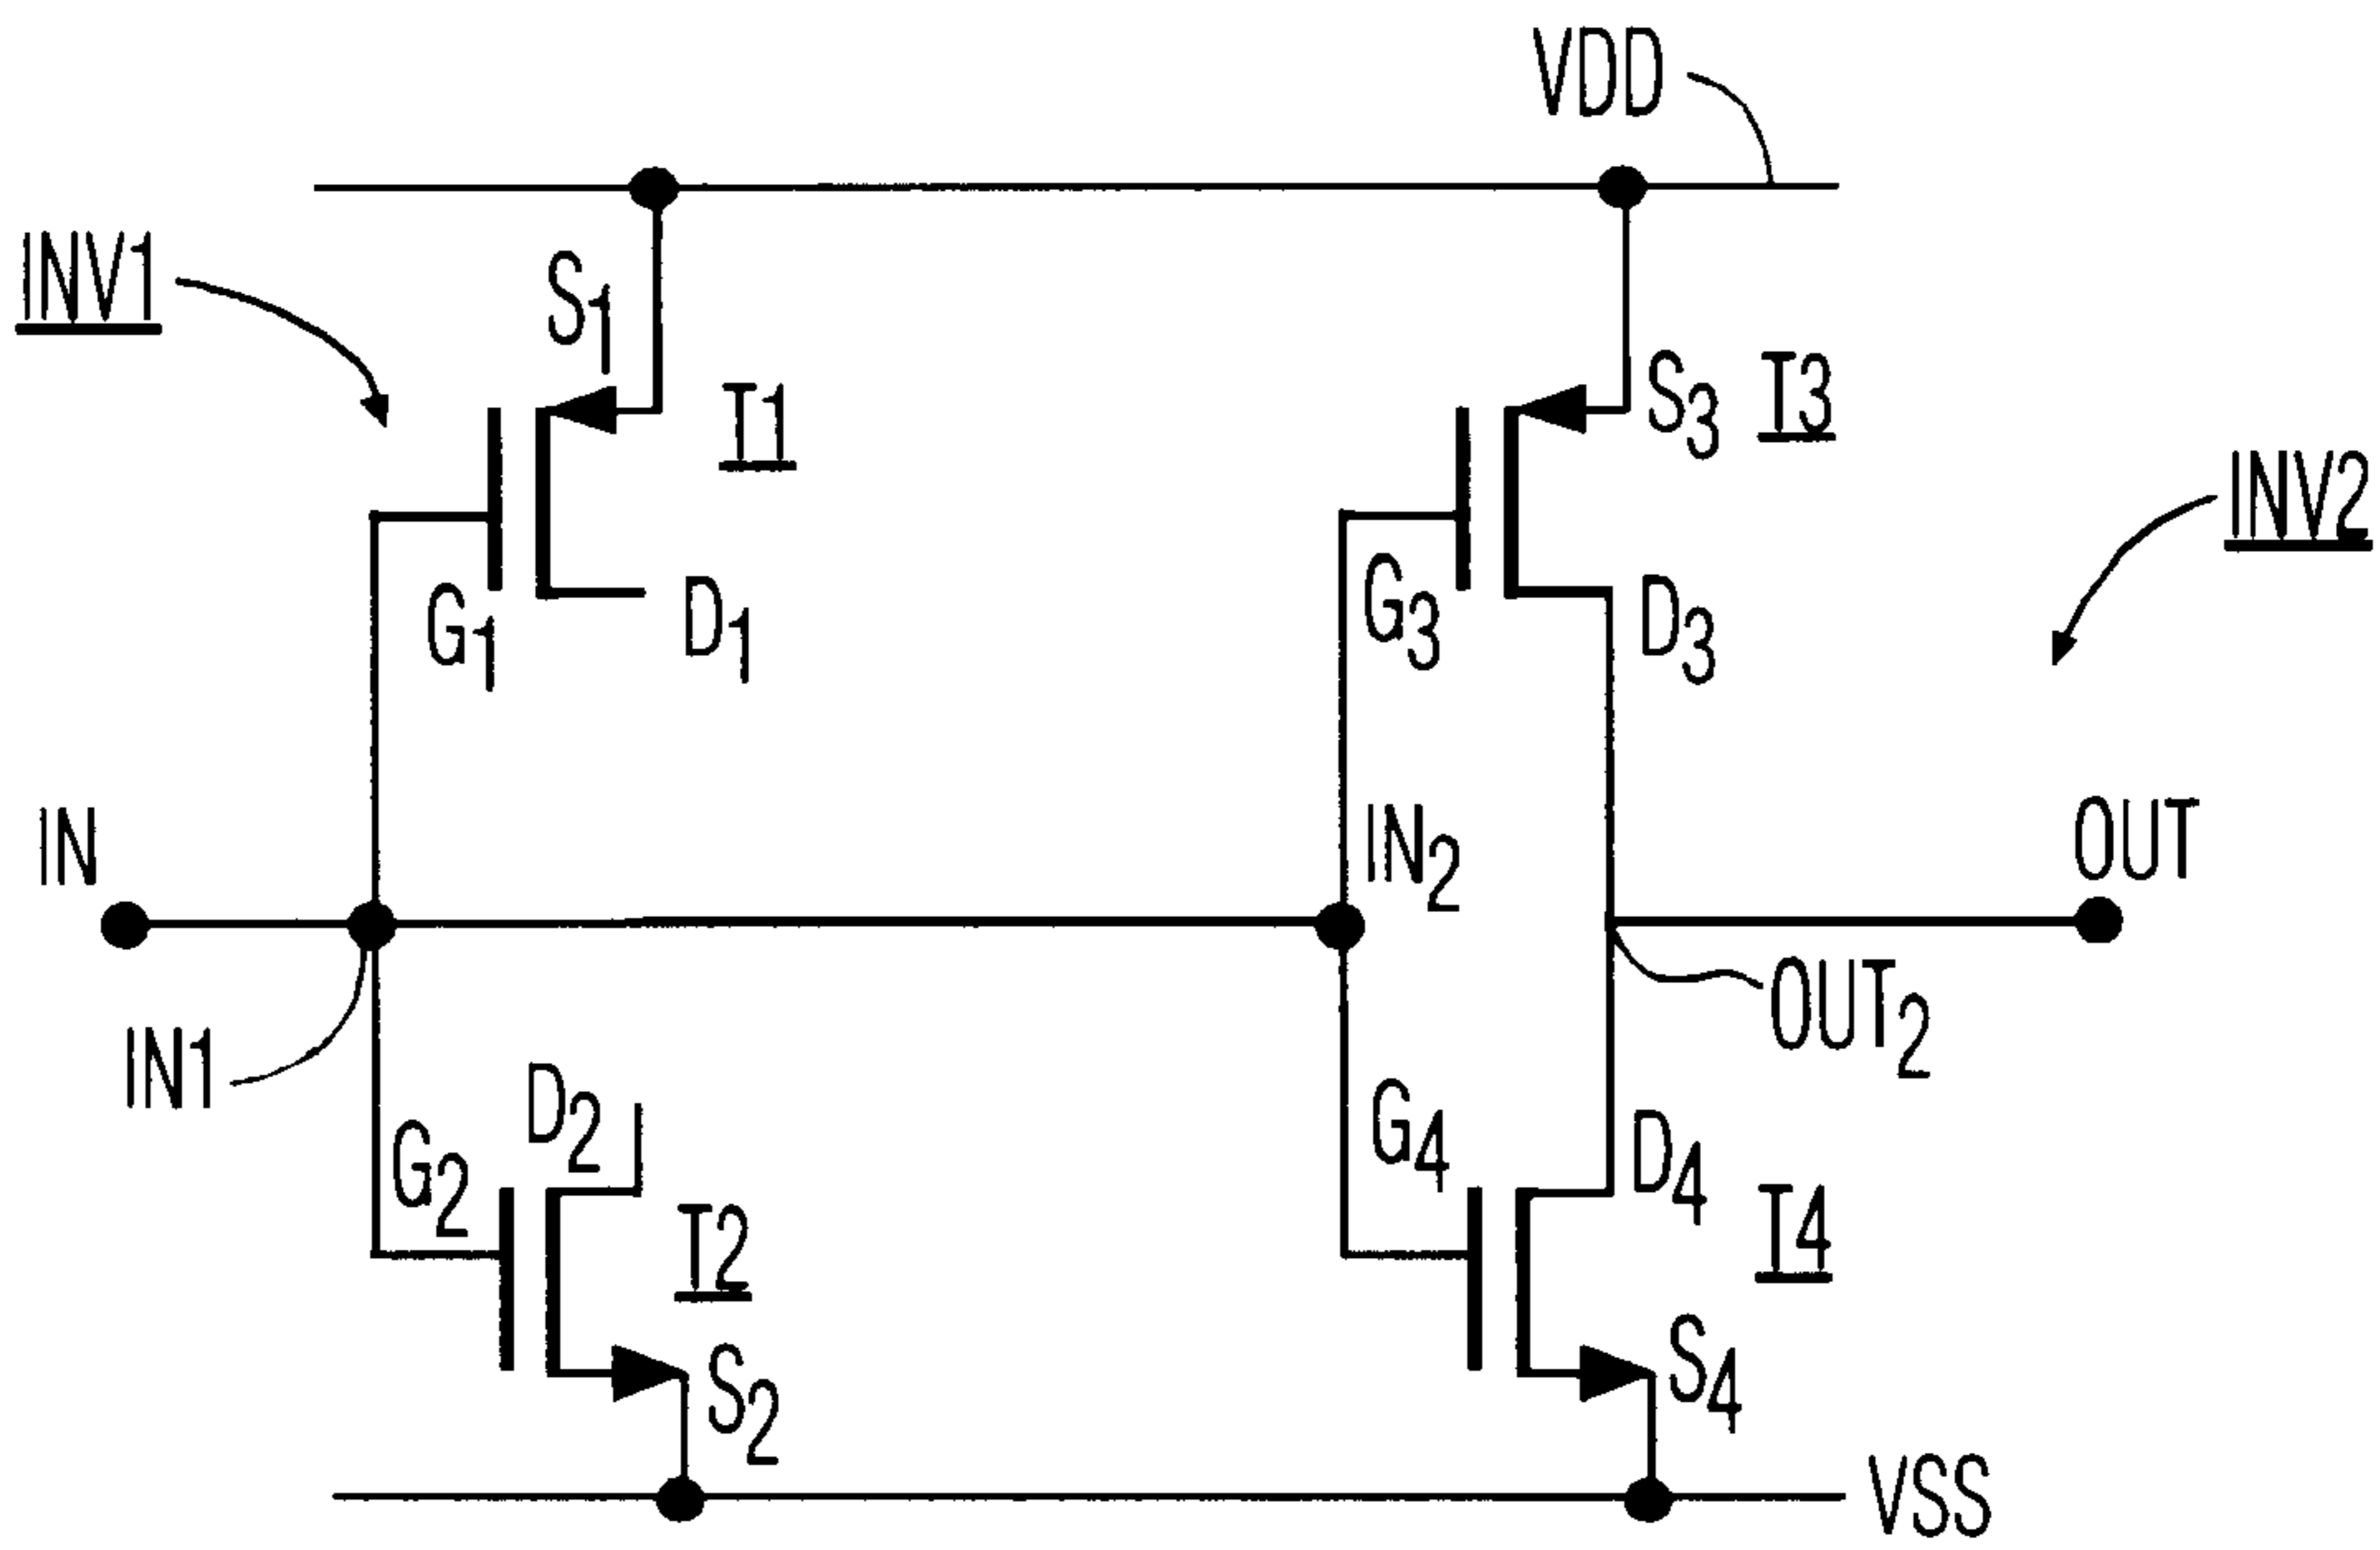 VDD
INV1
S1
I1
S3
I3
INV2
G1
D1
G3
D3
IN
IN2
OUT
IN1
OUT2
D2
G2
G4
D4
I2
I4
S2
S4
VSS